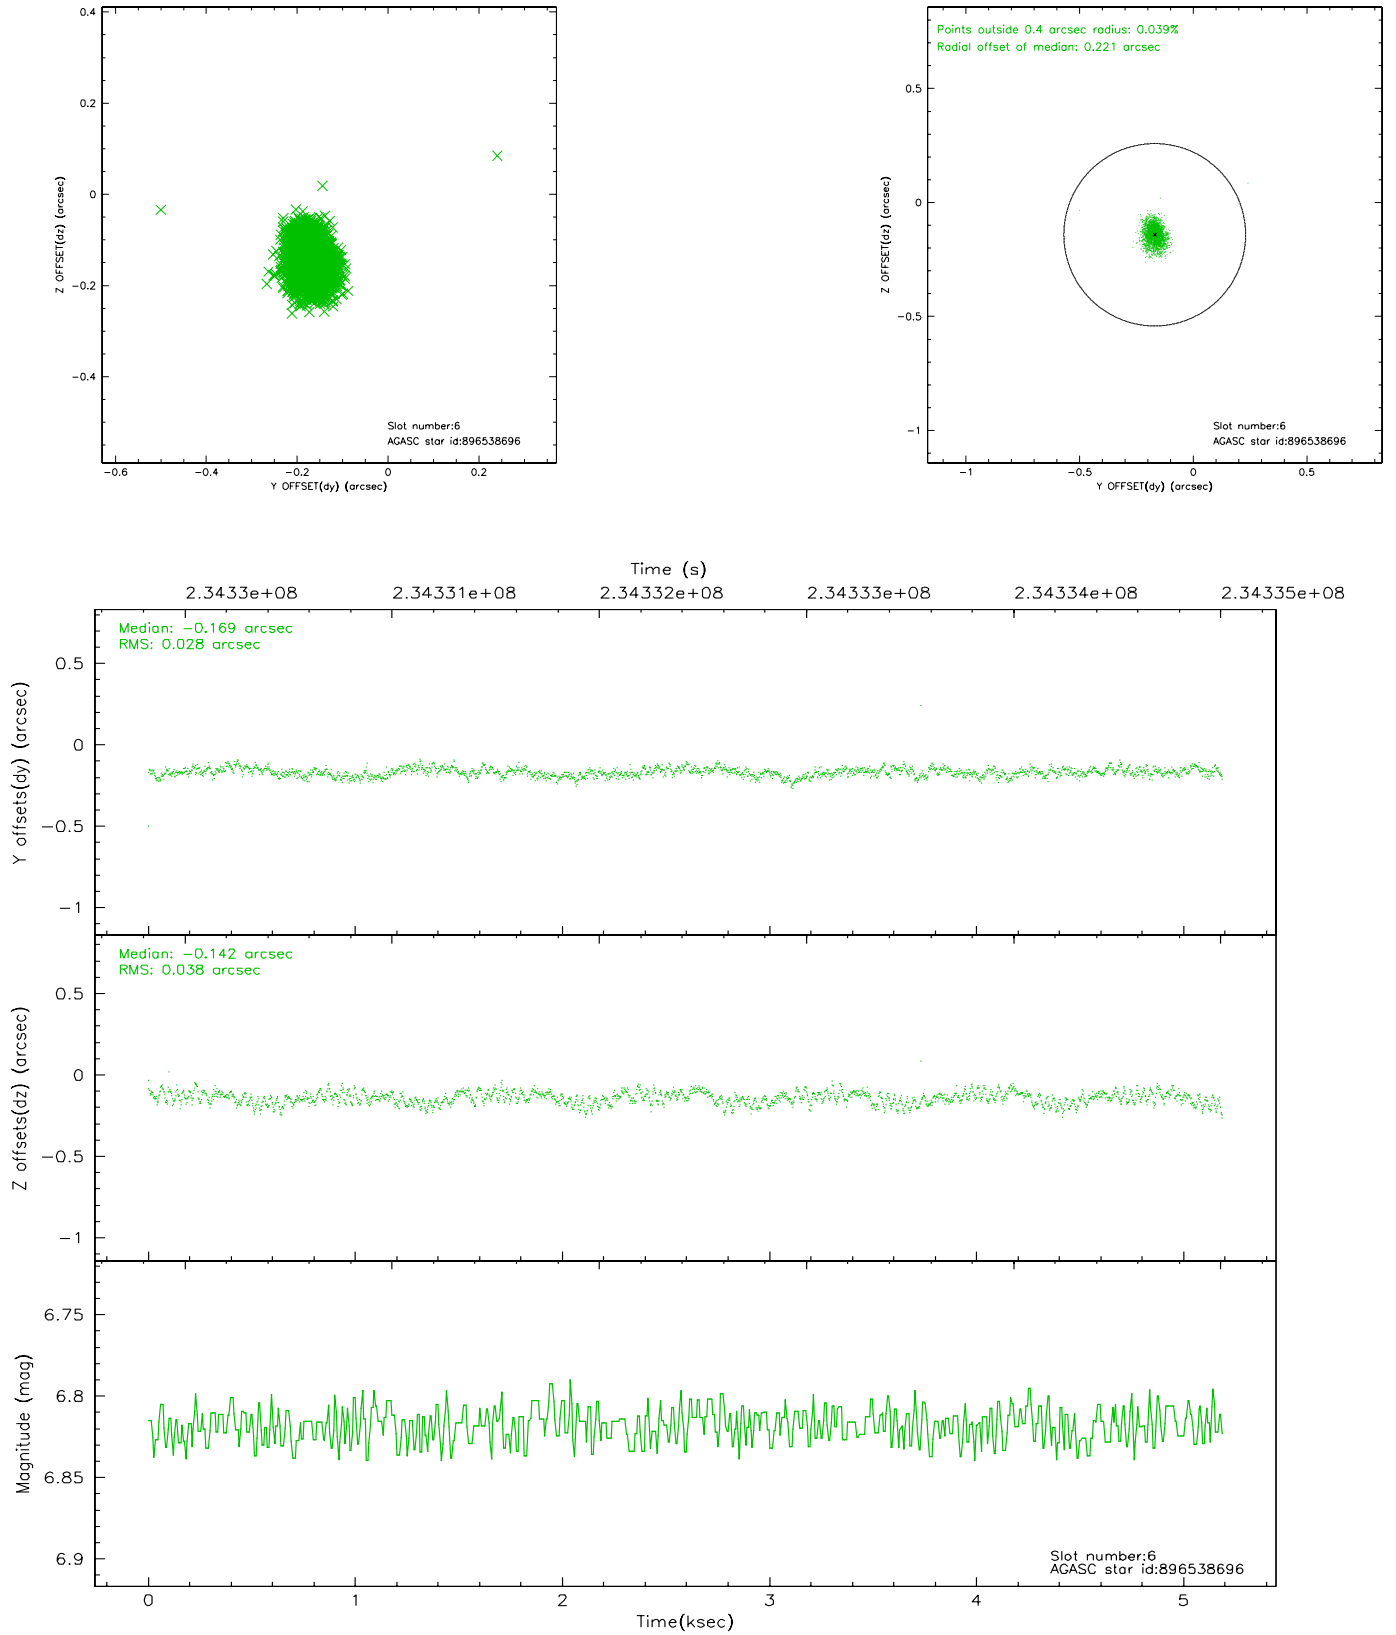 0.4
0.2
0
−0.2
−0.4
Z OFFSET(dz) (arcsec)
−0.6
−0.4
−0.2
0
0.2
Y OFFSET(dy) (arcsec)
Slot number:6
AGASC star id:896538696
Points outside 0.4 arcsec radius: 0.039%
Radial offset of median: 0.221 arcsec
0.5
0
−0.5
−1
Z OFFSET(dz) (arcsec)
−1
−0.5
0
0.5
Y OFFSET(dy) (arcsec)
Slot number:6
AGASC star id:896538696
Time (s)
2.3433e+08
2.34331e+08
2.34332e+08
2.34333e+08
2.34334e+08
2.34335e+08
Median: −0.169 arcsec
RMS: 0.028 arcsec
0.5
0
−0.5
−1
Y offsets(dy) (arcsec)
Median: −0.142 arcsec
RMS: 0.038 arcsec
0.5
0
−0.5
−1
Z offsets(dz) (arcsec)
6.75
6.8
6.85
6.9
Magnitude (mag)
Slot number:6
AGASC star id:896538696
0
1
2
3
4
5
Time(ksec)